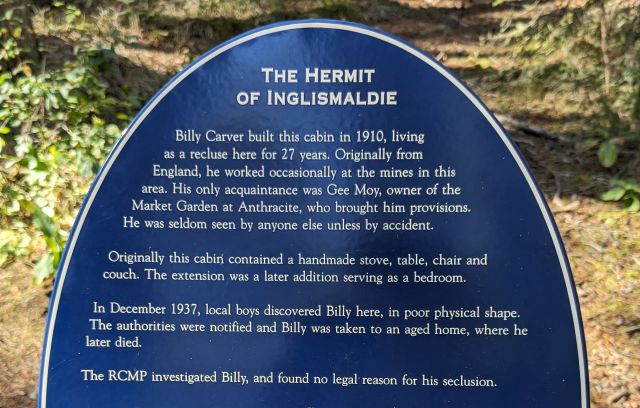 THE HERMIT
OF INGLISMALDIE
Billy Carver built this cabin in 1910, living
as a recluse here for 27 years. Originally from
England, he worked occasionally at the mines in this
area. His only acquaintance was Gee Moy, owner of the
Market Garden at Anthracite, who brought him provisions.
He was seldom seen by anyone else unless by accident.
Originally this cabin contained a handmade stove, table, chair and
couch. The extension was a later addition serving as a bedroom.
In December 1937, local boys discovered Billy here, in poor physical shape.
The authorities were notified and Billy was taken to an aged home, where he
later died.
The RCMP investigated Billy, and found no legal reason for his seclusion.